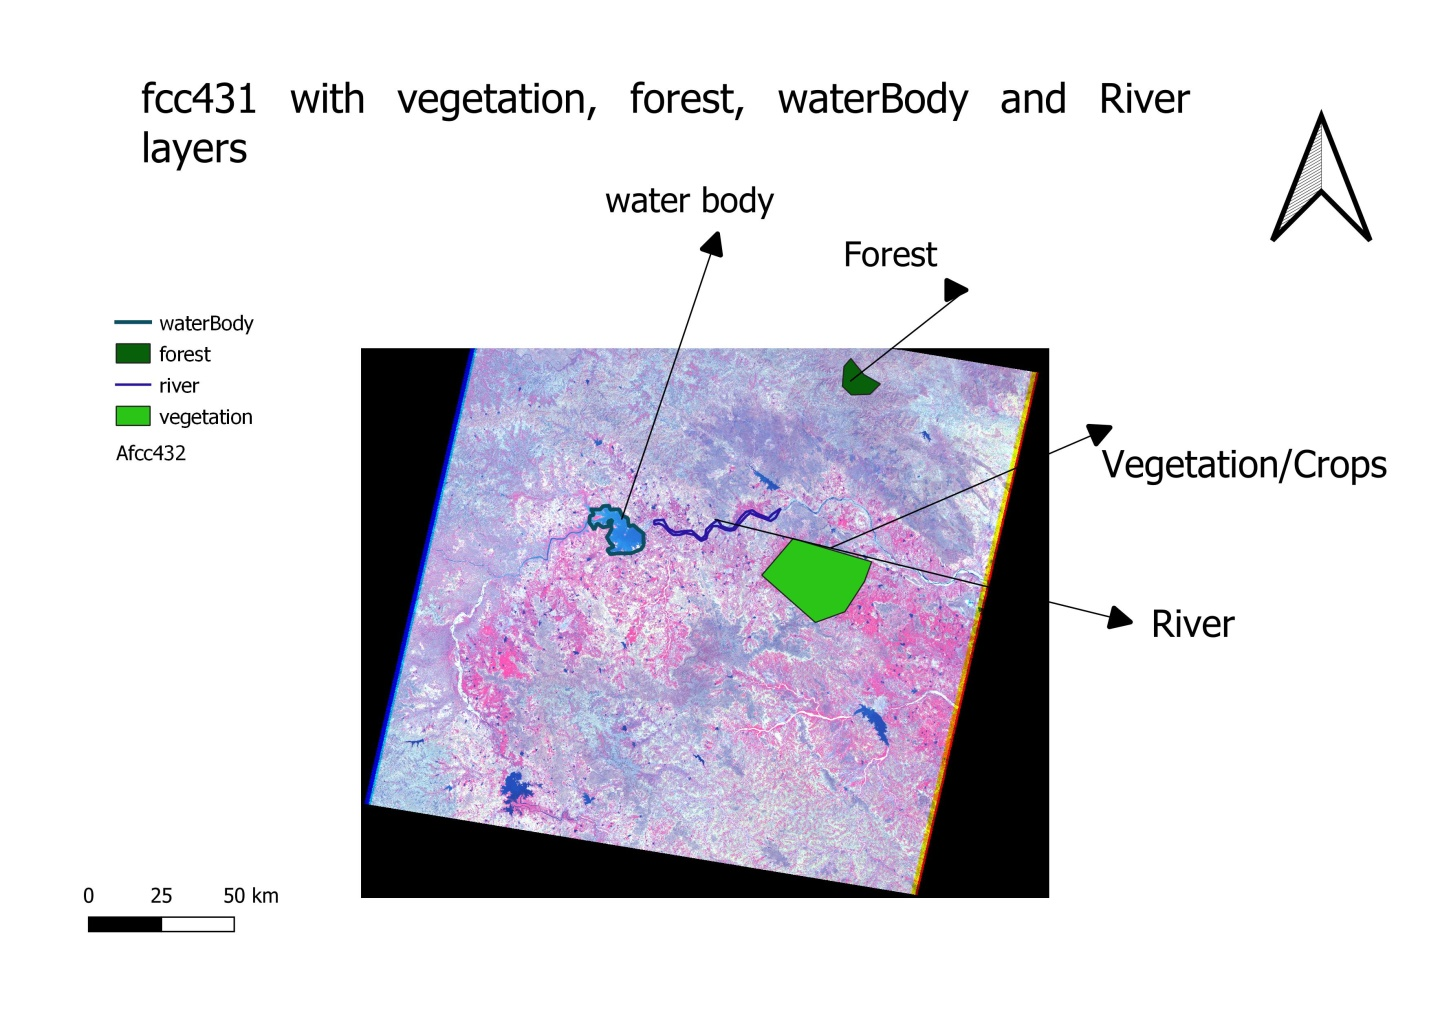 fcc431 with vegetation, forest, waterBody and River
layers
water body
Forest
waterBody
forest
river
vegetation
Afcc432
Vegetation/Crops
River
0 25 50 km